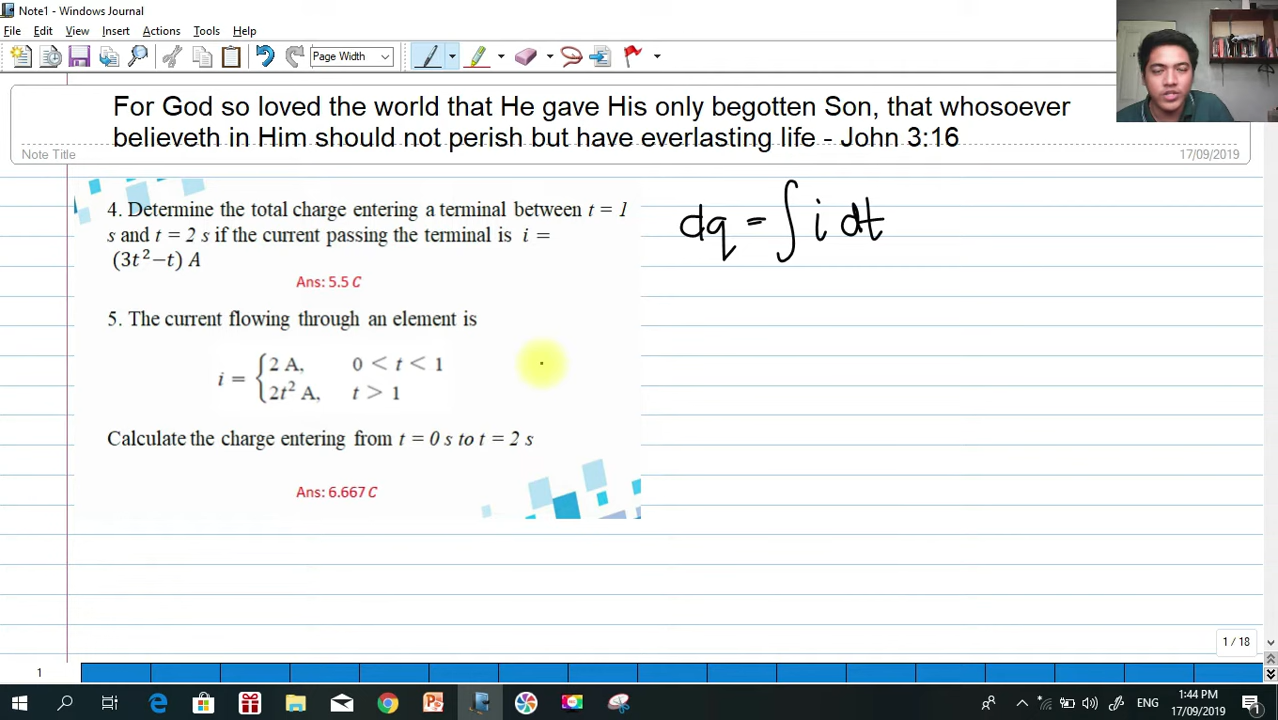 Note1 - Windows Journal
File Edit View Insert Actions Tools Help
Page Width
For God so loved the world that He gave His only begotten Son, that whosoever
believeth in Him should not perish but have everlasting life - John 3:16
Note Title
17/09/2019
4. Determine the total charge entering a terminal between t = 1
s and t = 2 s if the current passing the terminal is i =
(3t²−t) A
Ans: 5.5 C
5. The current flowing through an element is
i = { 2 A, 0 < t < 1
2t² A, t > 1
Calculate the charge entering from t = 0 s to t = 2 s
Ans: 6.667 C
dq = ∫ i dt
1 / 18
1
ENG
1:44 PM
17/09/2019